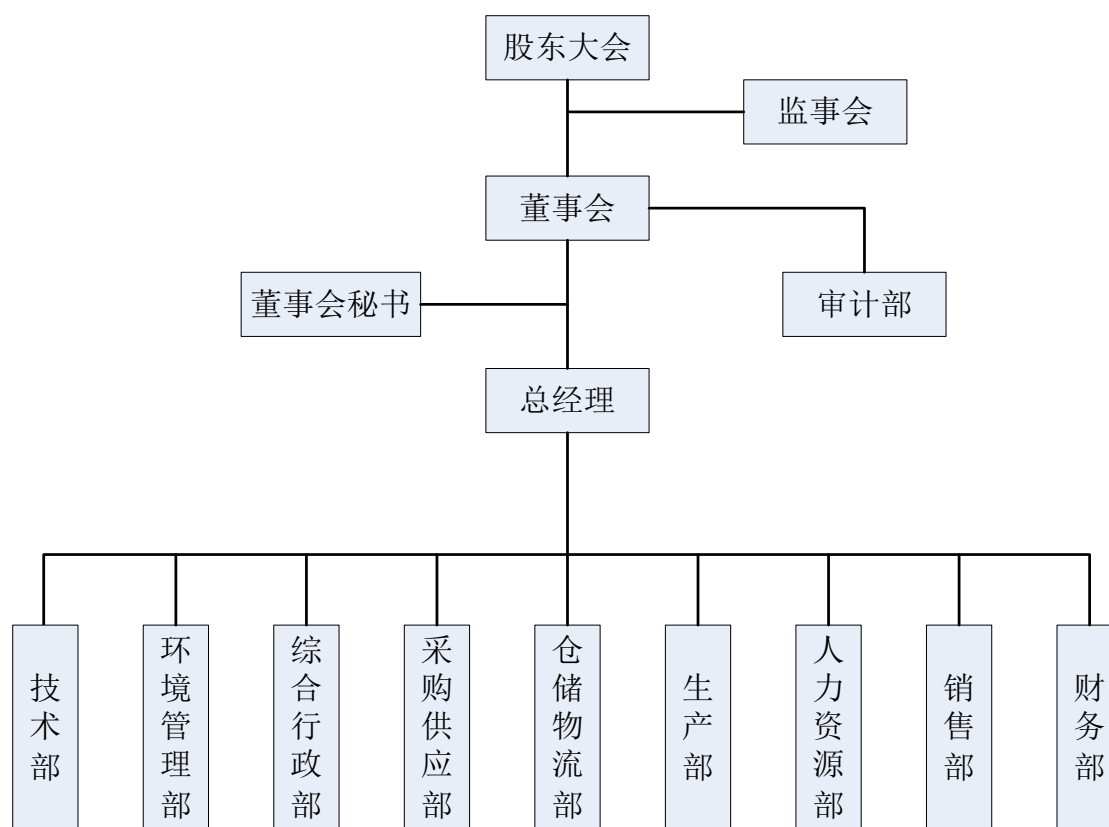 股东大会
监事会
董事会
董事会秘书
审计部
总经理
技术部
环境管理部
综合行政部
采购供应部
仓储物流部
生产部
人力资源部
销售部
财务部